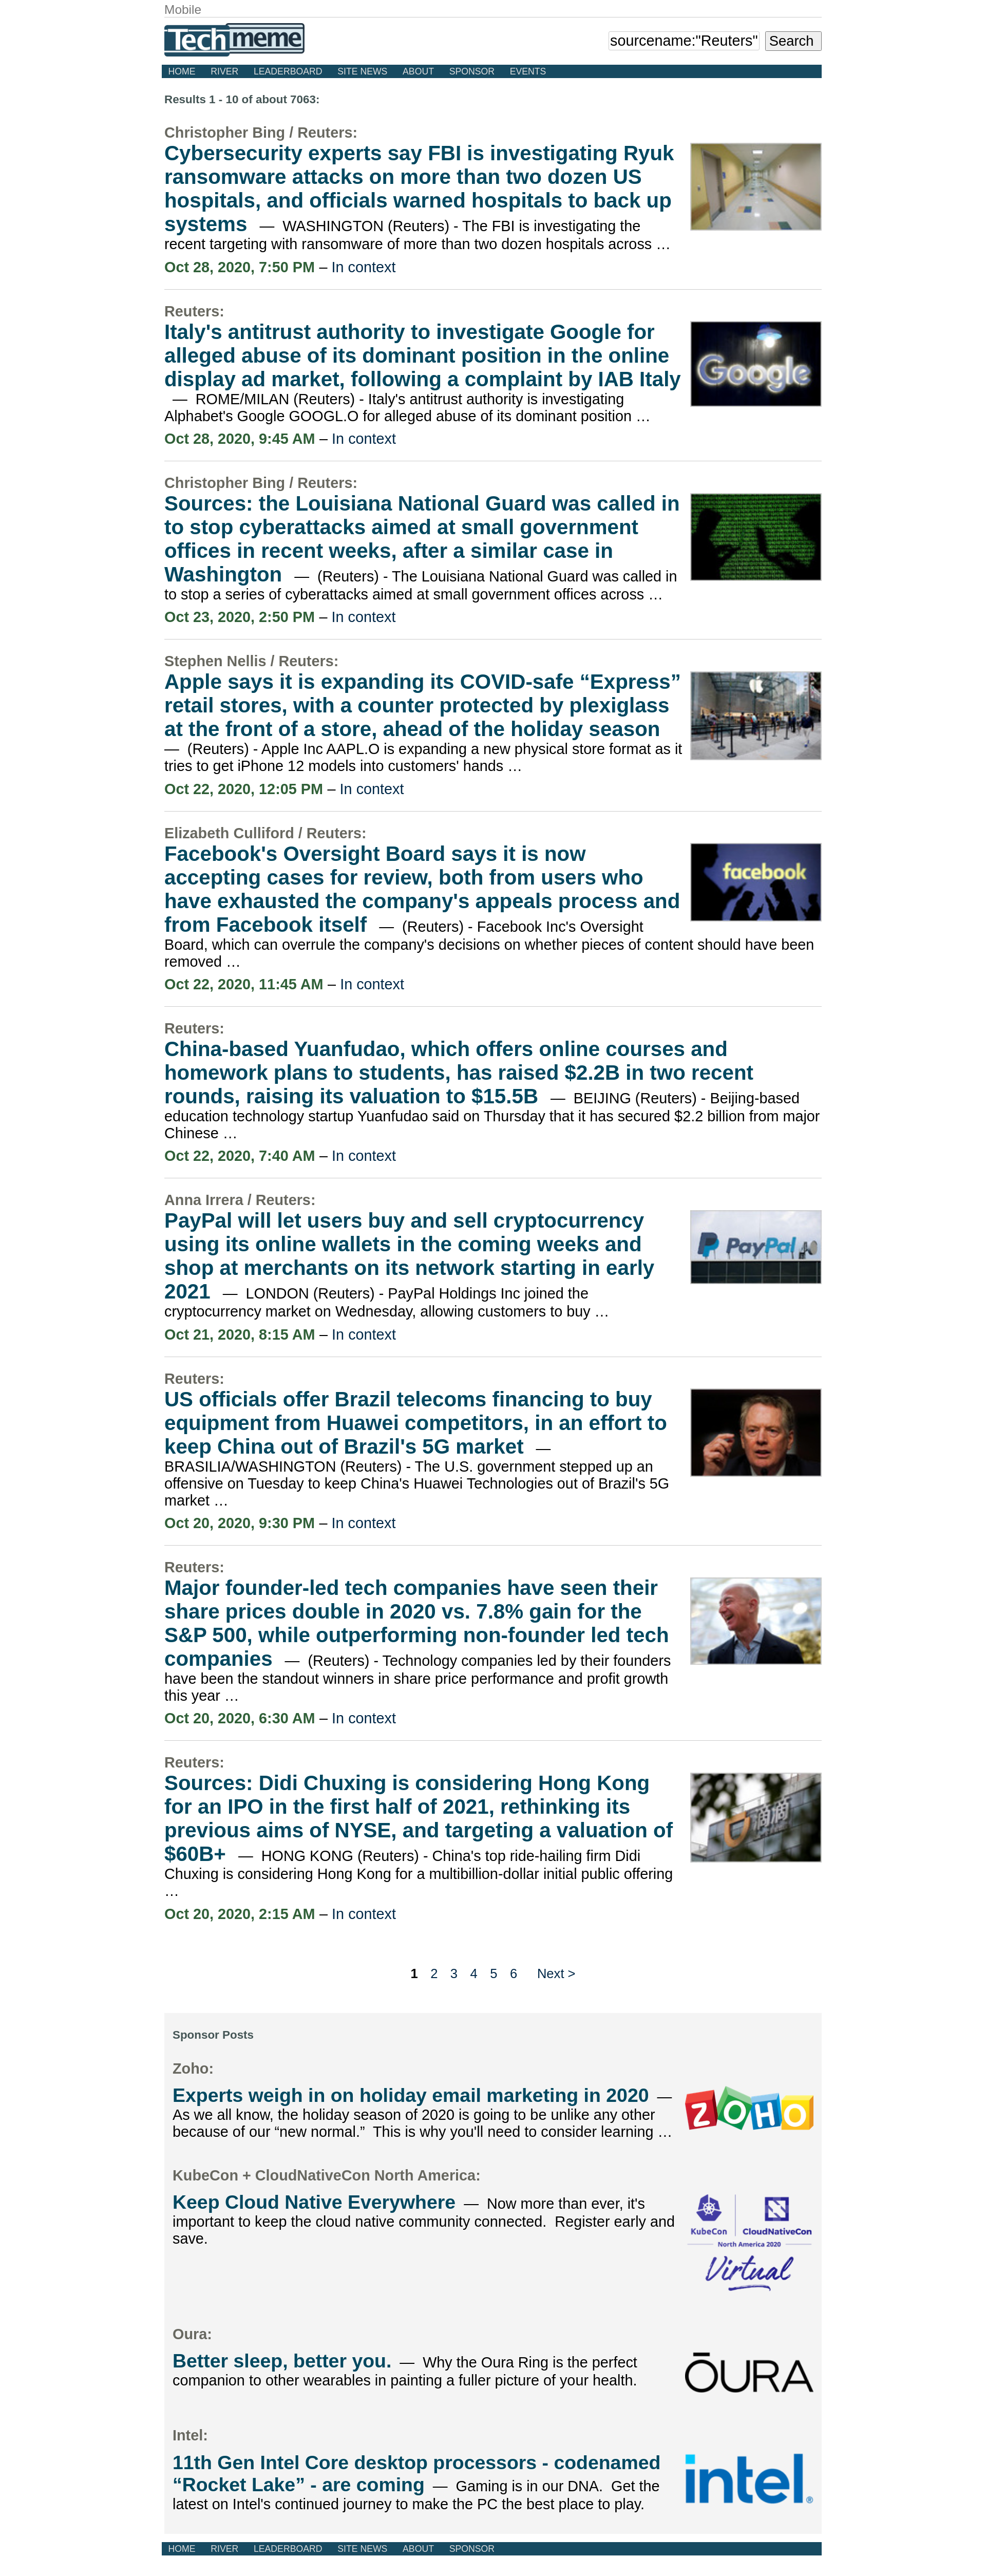 Mobile
Techmeme
sourcename:"Reuters"
Search
HOME RIVER LEADERBOARD SITE NEWS ABOUT SPONSOR EVENTS
Results 1 - 10 of about 7063:
Christopher Bing / Reuters:
Cybersecurity experts say FBI is investigating Ryuk
ransomware attacks on more than two dozen US
hospitals, and officials warned hospitals to back up
systems — WASHINGTON (Reuters) - The FBI is investigating the
recent targeting with ransomware of more than two dozen hospitals across …
Oct 28, 2020, 7:50 PM – In context
Reuters:
Italy's antitrust authority to investigate Google for
alleged abuse of its dominant position in the online
display ad market, following a complaint by IAB Italy
— ROME/MILAN (Reuters) - Italy's antitrust authority is investigating
Alphabet's Google GOOGL.O for alleged abuse of its dominant position …
Oct 28, 2020, 9:45 AM – In context
Google
Christopher Bing / Reuters:
Sources: the Louisiana National Guard was called in
to stop cyberattacks aimed at small government
offices in recent weeks, after a similar case in
Washington — (Reuters) - The Louisiana National Guard was called in
to stop a series of cyberattacks aimed at small government offices across …
Oct 23, 2020, 2:50 PM – In context
Stephen Nellis / Reuters:
Apple says it is expanding its COVID-safe “Express”
retail stores, with a counter protected by plexiglass
at the front of a store, ahead of the holiday season
— (Reuters) - Apple Inc AAPL.O is expanding a new physical store format as it
tries to get iPhone 12 models into customers' hands …
Oct 22, 2020, 12:05 PM – In context
Elizabeth Culliford / Reuters:
Facebook's Oversight Board says it is now
accepting cases for review, both from users who
have exhausted the company's appeals process and
from Facebook itself — (Reuters) - Facebook Inc's Oversight
Board, which can overrule the company's decisions on whether pieces of content should have been
removed …
Oct 22, 2020, 11:45 AM – In context
facebook
Reuters:
China-based Yuanfudao, which offers online courses and
homework plans to students, has raised $2.2B in two recent
rounds, raising its valuation to $15.5B — BEIJING (Reuters) - Beijing-based
education technology startup Yuanfudao said on Thursday that it has secured $2.2 billion from major
Chinese …
Oct 22, 2020, 7:40 AM – In context
Anna Irrera / Reuters:
PayPal will let users buy and sell cryptocurrency
using its online wallets in the coming weeks and
shop at merchants on its network starting in early
2021 — LONDON (Reuters) - PayPal Holdings Inc joined the
cryptocurrency market on Wednesday, allowing customers to buy …
Oct 21, 2020, 8:15 AM – In context
PayPal
Reuters:
US officials offer Brazil telecoms financing to buy
equipment from Huawei competitors, in an effort to
keep China out of Brazil's 5G market —
BRASILIA/WASHINGTON (Reuters) - The U.S. government stepped up an
offensive on Tuesday to keep China's Huawei Technologies out of Brazil's 5G
market …
Oct 20, 2020, 9:30 PM – In context
Reuters:
Major founder-led tech companies have seen their
share prices double in 2020 vs. 7.8% gain for the
S&P 500, while outperforming non-founder led tech
companies — (Reuters) - Technology companies led by their founders
have been the standout winners in share price performance and profit growth
this year …
Oct 20, 2020, 6:30 AM – In context
Reuters:
Sources: Didi Chuxing is considering Hong Kong
for an IPO in the first half of 2021, rethinking its
previous aims of NYSE, and targeting a valuation of
$60B+ — HONG KONG (Reuters) - China's top ride-hailing firm Didi
Chuxing is considering Hong Kong for a multibillion-dollar initial public offering
…
Oct 20, 2020, 2:15 AM – In context
1 2 3 4 5 6 Next >
Sponsor Posts
Zoho:
Experts weigh in on holiday email marketing in 2020 —
As we all know, the holiday season of 2020 is going to be unlike any other
because of our “new normal.” This is why you'll need to consider learning …
ZOHO
KubeCon + CloudNativeCon North America:
Keep Cloud Native Everywhere — Now more than ever, it's
important to keep the cloud native community connected. Register early and
save.
KubeCon CloudNativeCon
North America 2020
Virtual
Oura:
Better sleep, better you. — Why the Oura Ring is the perfect
companion to other wearables in painting a fuller picture of your health.
ŌURA
Intel:
11th Gen Intel Core desktop processors - codenamed
“Rocket Lake” - are coming — Gaming is in our DNA. Get the
latest on Intel's continued journey to make the PC the best place to play.
intel®
HOME RIVER LEADERBOARD SITE NEWS ABOUT SPONSOR